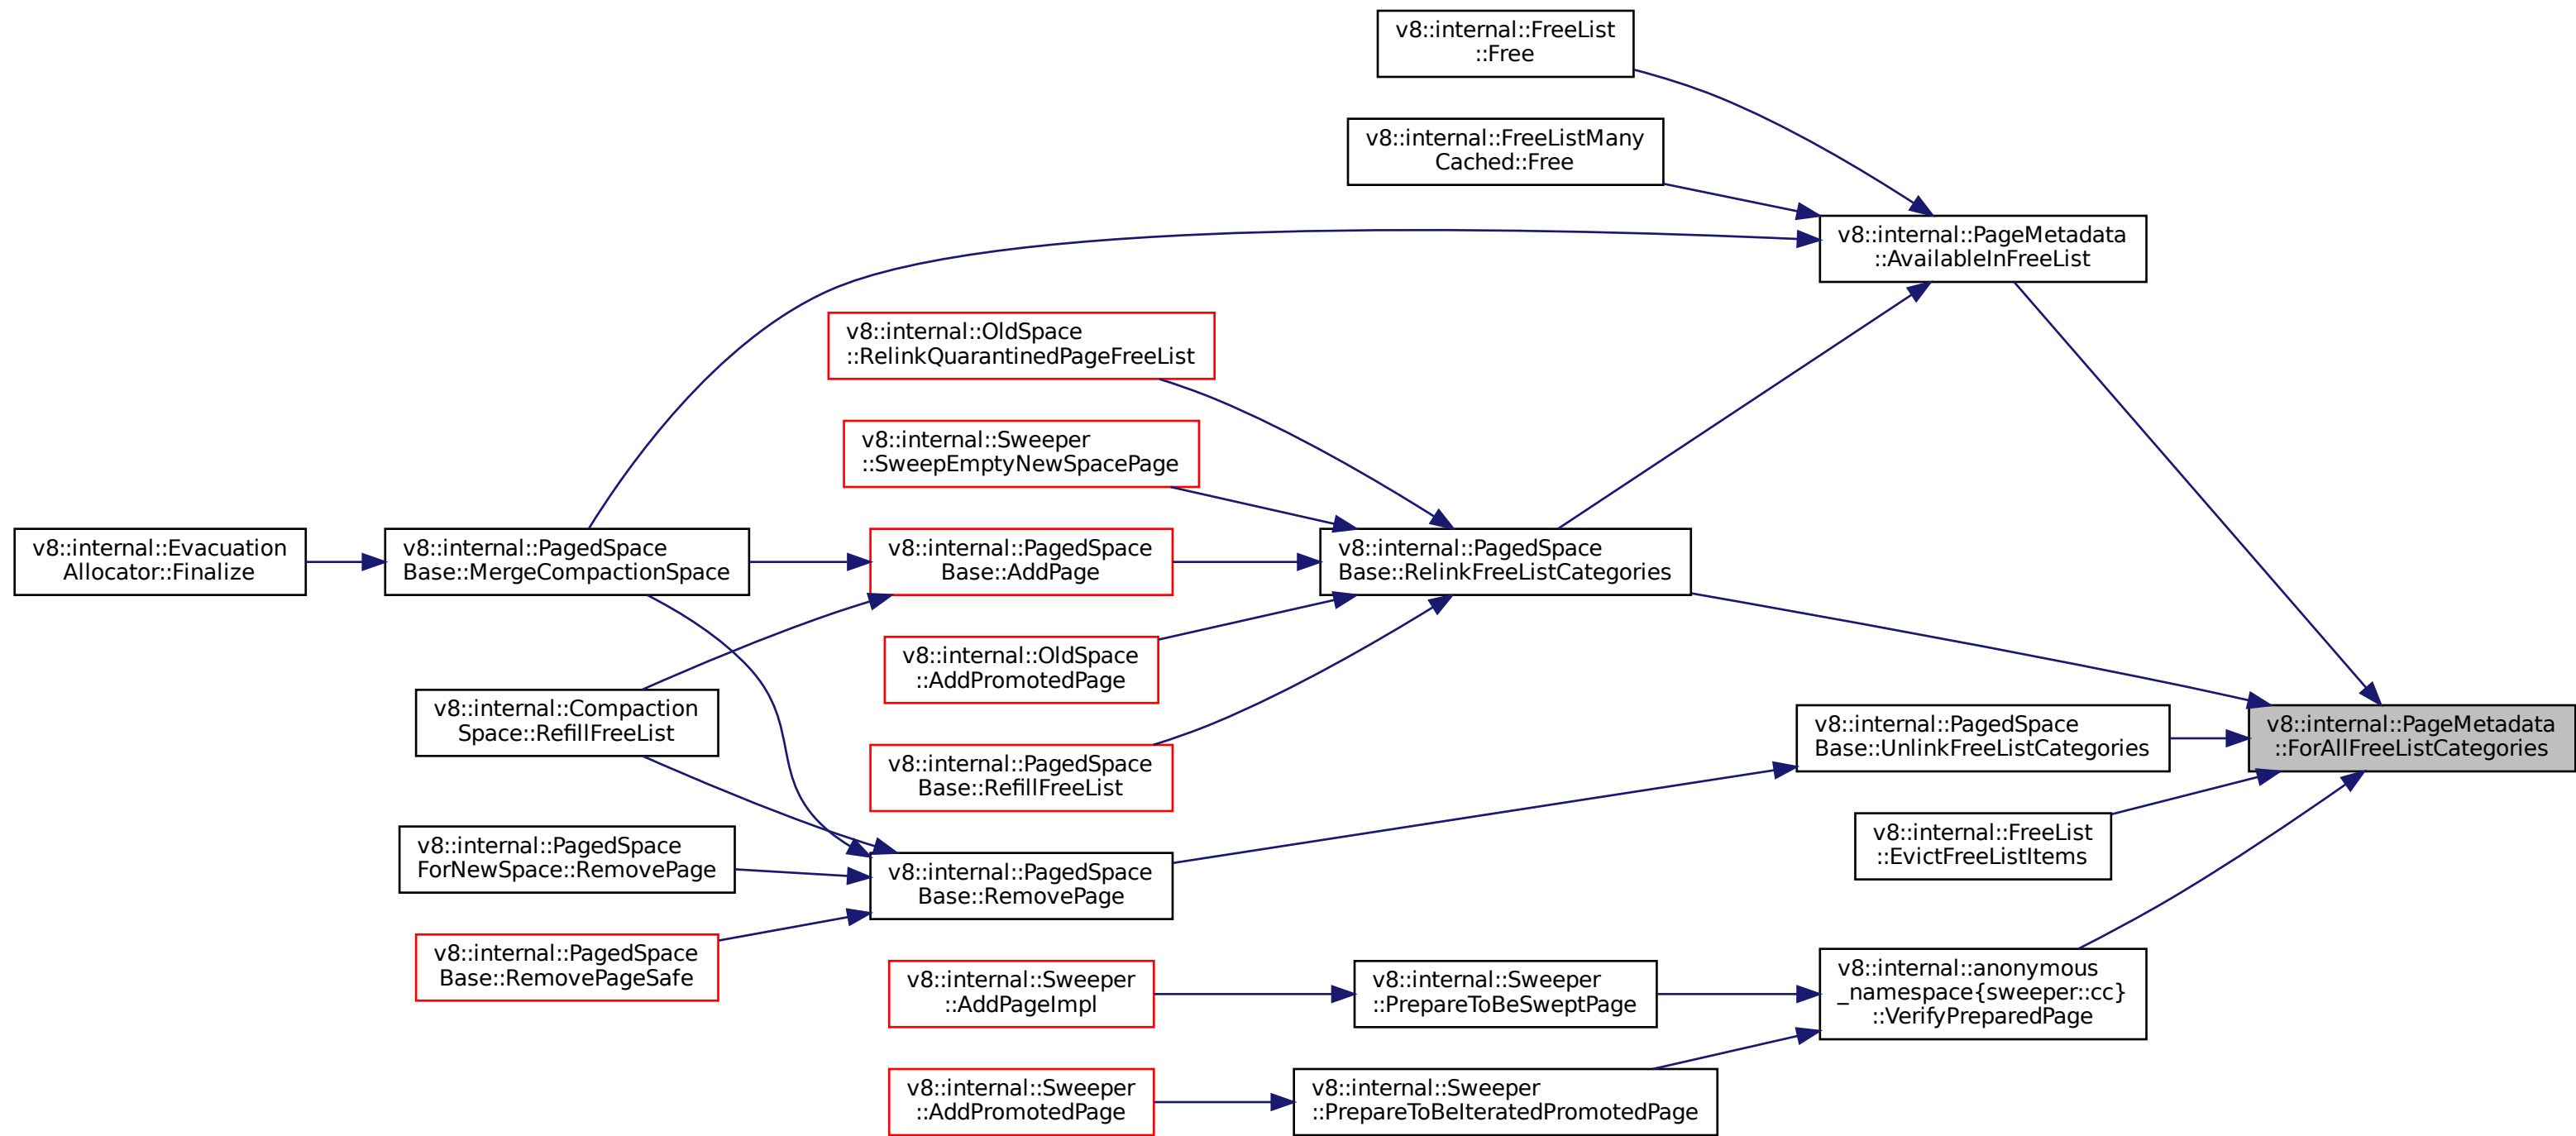 v8::internal::FreeList
::Free
v8::internal::FreeListMany
Cached::Free
v8::internal::PageMetadata
::AvailableInFreeList
v8::internal::OldSpace
::RelinkQuarantinedPageFreeList
v8::internal::Sweeper
::SweepEmptyNewSpacePage
v8::internal::Evacuation
Allocator::Finalize
v8::internal::PagedSpace
Base::MergeCompactionSpace
v8::internal::PagedSpace
Base::AddPage
v8::internal::PagedSpace
Base::RelinkFreeListCategories
v8::internal::OldSpace
::AddPromotedPage
v8::internal::Compaction
Space::RefillFreeList
v8::internal::PagedSpace
Base::UnlinkFreeListCategories
v8::internal::PageMetadata
::ForAllFreeListCategories
v8::internal::PagedSpace
Base::RefillFreeList
v8::internal::FreeList
::EvictFreeListItems
v8::internal::PagedSpace
ForNewSpace::RemovePage
v8::internal::PagedSpace
Base::RemovePage
v8::internal::PagedSpace
Base::RemovePageSafe
v8::internal::Sweeper
::AddPageImpl
v8::internal::Sweeper
::PrepareToBeSweptPage
v8::internal::anonymous
_namespace{sweeper::cc}
::VerifyPreparedPage
v8::internal::Sweeper
::AddPromotedPage
v8::internal::Sweeper
::PrepareToBeIteratedPromotedPage